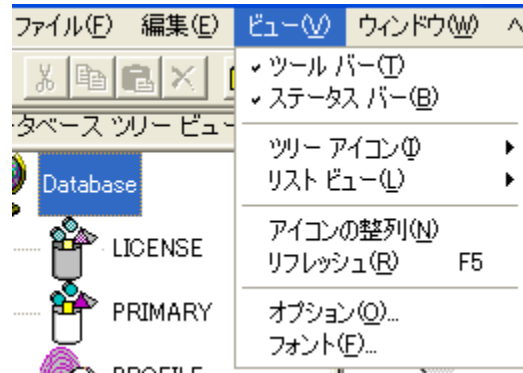 ファイル(F) 編集(E) ビュー(V) ウィンドウ(W)
ツール バー(T)
ステータス バー(B)
ータベース ツリー ビュー
ツリー アイコン(I)
Database
リスト ビュー(L)
アイコンの整列(N)
LICENSE
リフレッシュ(R) F5
PRIMARY
オプション(O)...
フォント(F)...
PROFILE